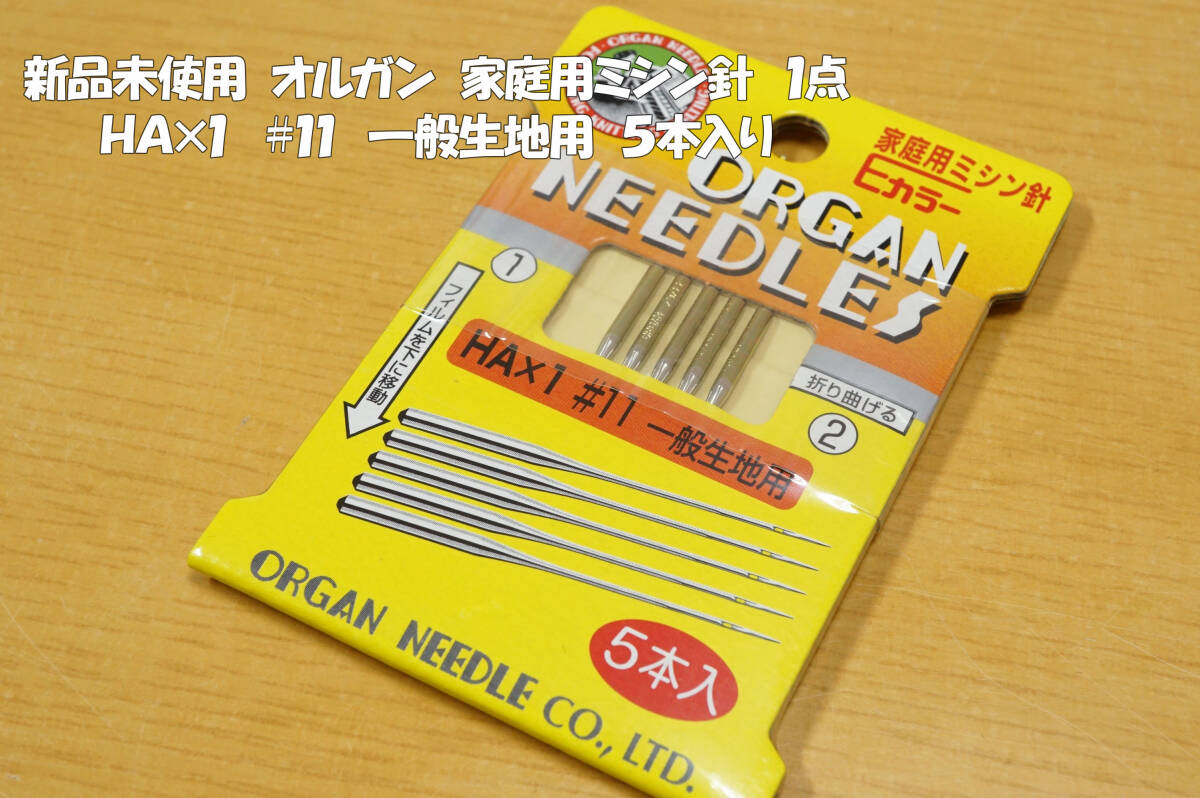 新品未使用 オルガン 家庭用ミシン針 1点
HA×1 #11 一般生地用 5本入り
ORGAN NEEDLE
家庭用ミシン針
Eカラー
ORGAN
NEEDLES
1
フィルムを下に移動
折り曲げる
2
HA×1 #11 一般生地用
5本入
ORGAN NEEDLE CO., LTD.